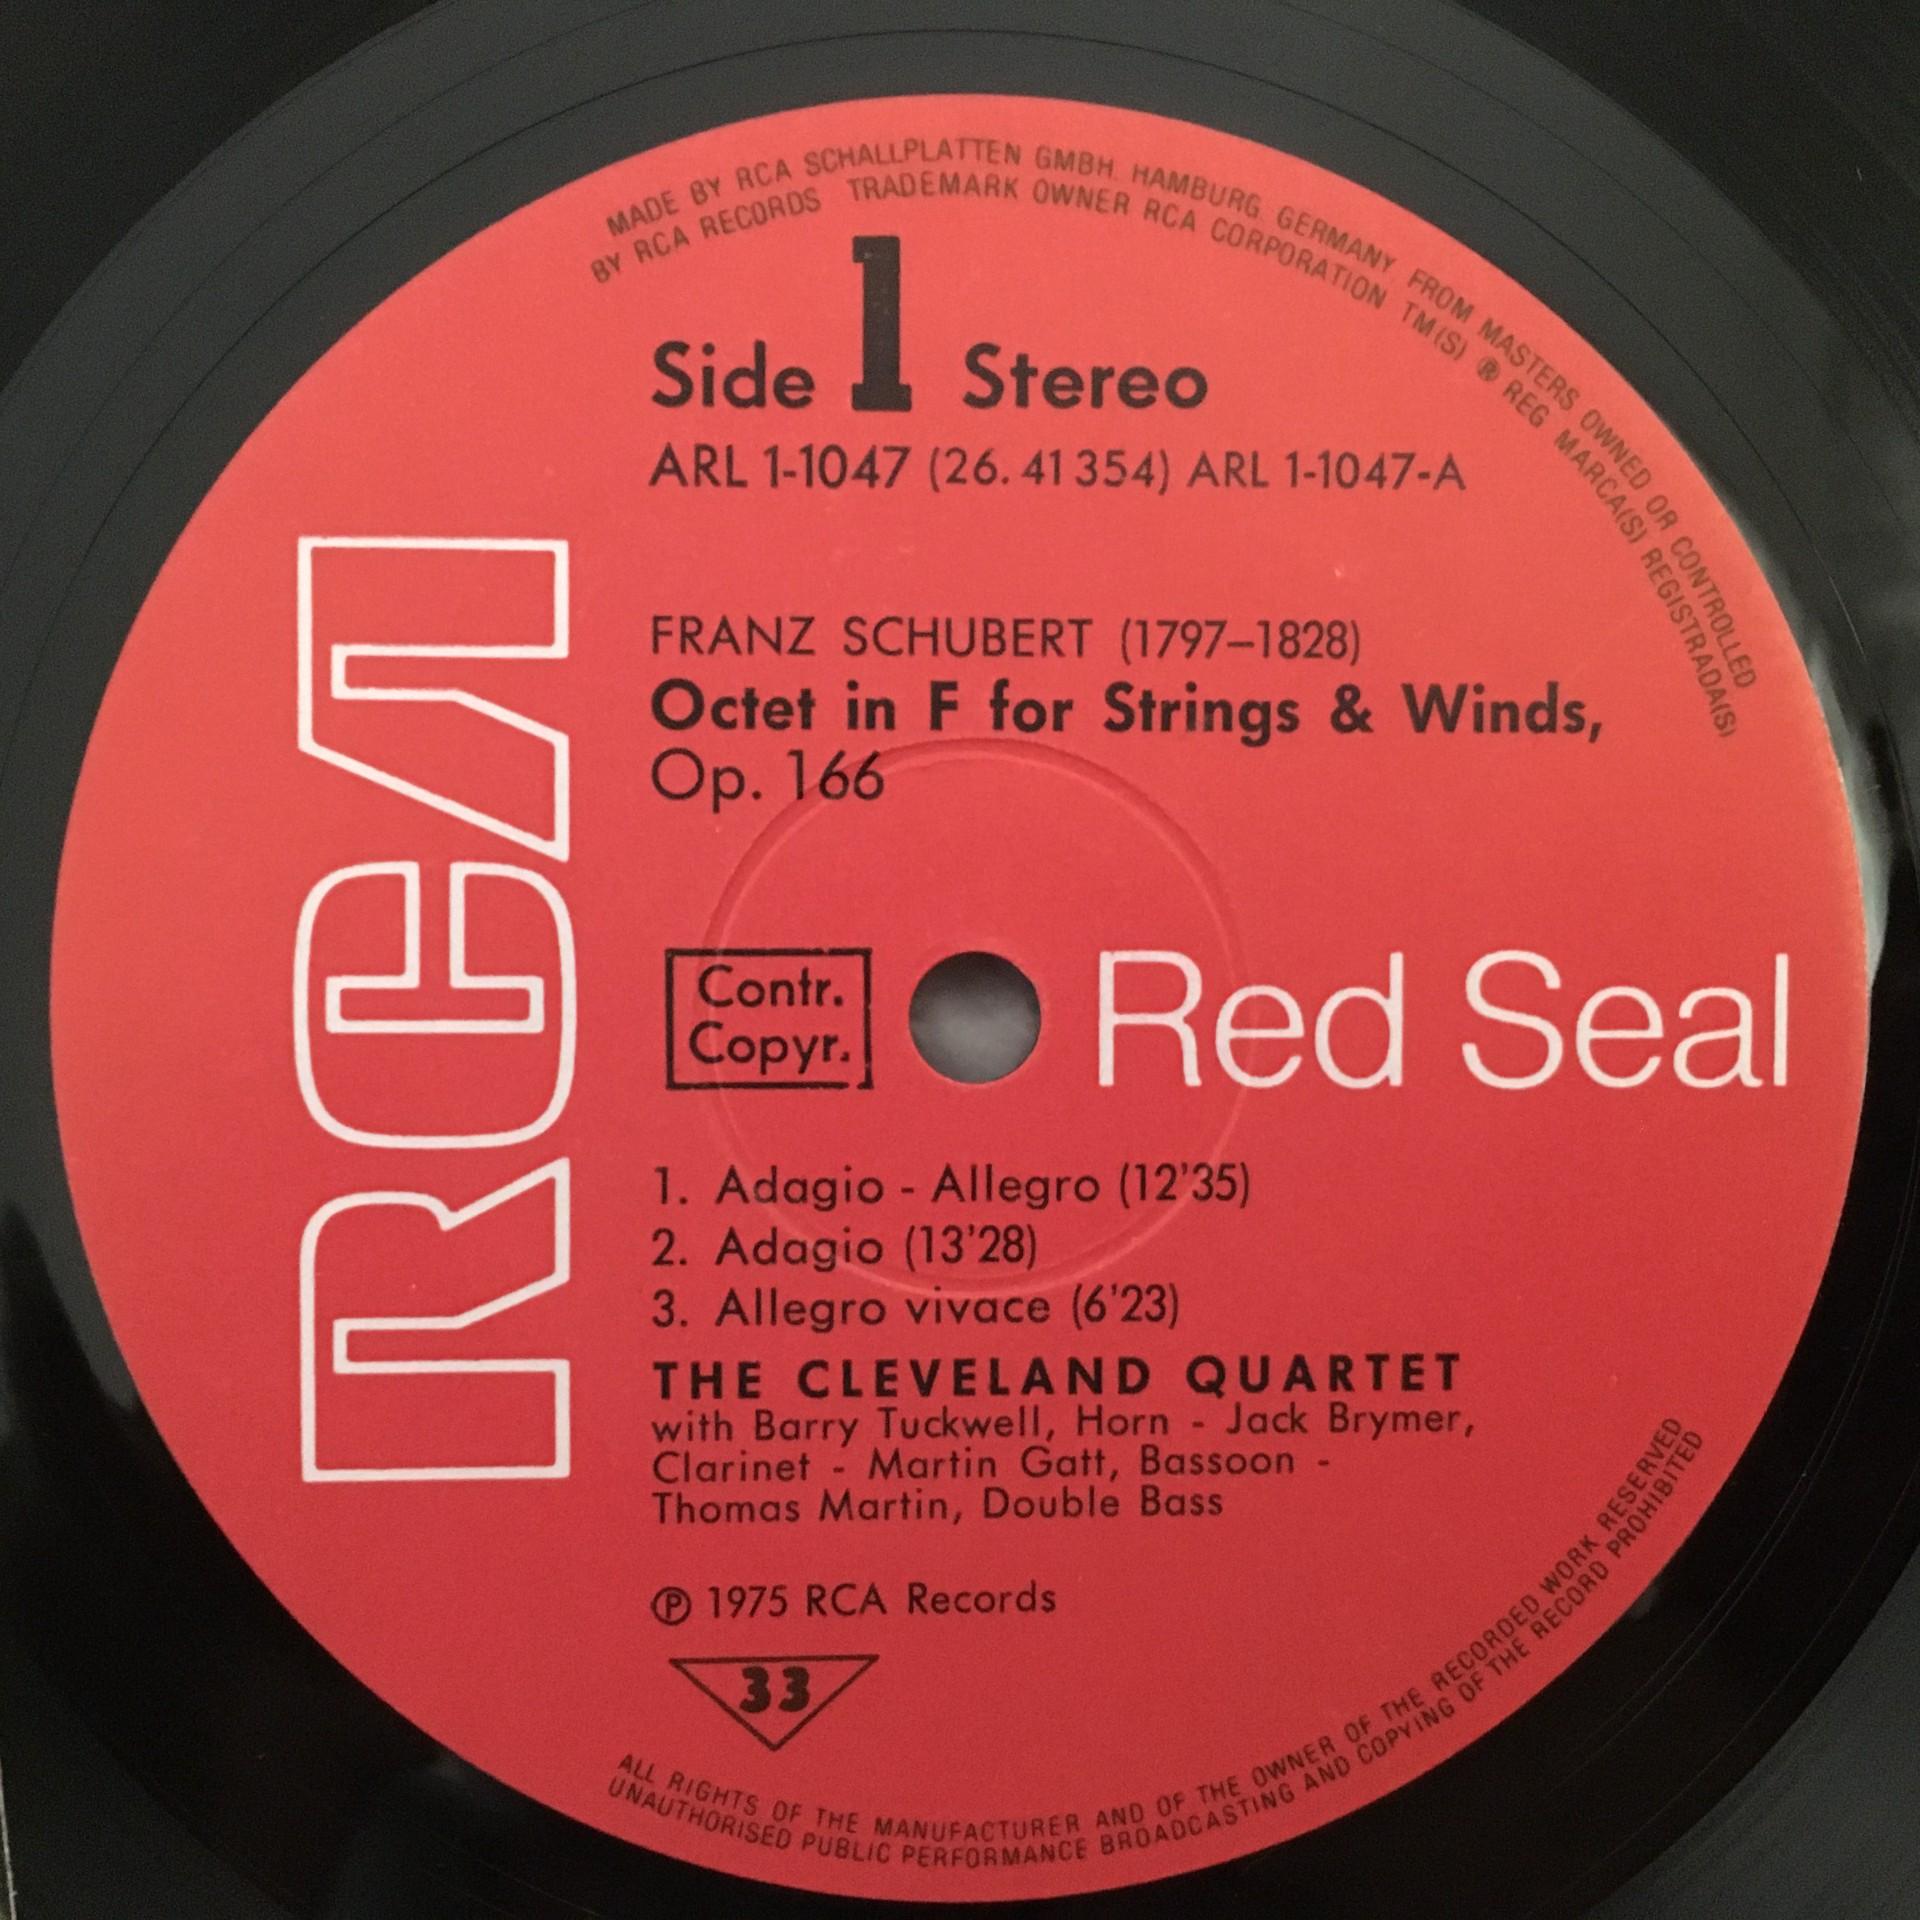 MADE BY RCA SCHALLPLATTEN GMBH. HAMBURG. GERMANY. FROM MASTERS OWNED OR CONTROLLED
BY RCA RECORDS TRADEMARK OWNER RCA CORPORATION TM(S) ® REG MARCA(S) REGISTRADA(S)
Side 1 Stereo
ARL 1-1047 (26.41354) ARL 1-1047-A
RCA
FRANZ SCHUBERT (1797–1828)
Octet in F for Strings & Winds,
Op. 166
Contr.
Copyr.
Red Seal
1. Adagio - Allegro (12'35)
2. Adagio (13'28)
3. Allegro vivace (6'23)
THE CLEVELAND QUARTET
with Barry Tuckwell, Horn - Jack Brymer,
Clarinet - Martin Gatt, Bassoon -
Thomas Martin, Double Bass
℗ 1975 RCA Records
33
ALL RIGHTS OF THE MANUFACTURER AND OF THE OWNER OF THE RECORDED WORK RESERVED
UNAUTHORISED PUBLIC PERFORMANCE BROADCASTING AND COPYING OF THE RECORD PROHIBITED